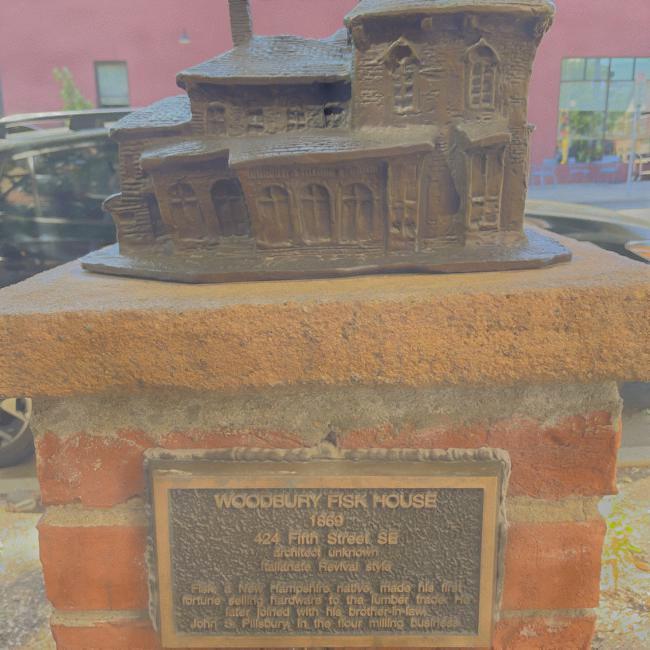 WOODBURY FISK HOUSE
1869
424 Fifth Street SE
architect unknown
Italianate Revival style
Fisk, a New Hampshire native, made his first
fortune selling hardware to the lumber trade. He
later joined with his brother-in-law,
John S. Pillsbury, in the flour milling business.